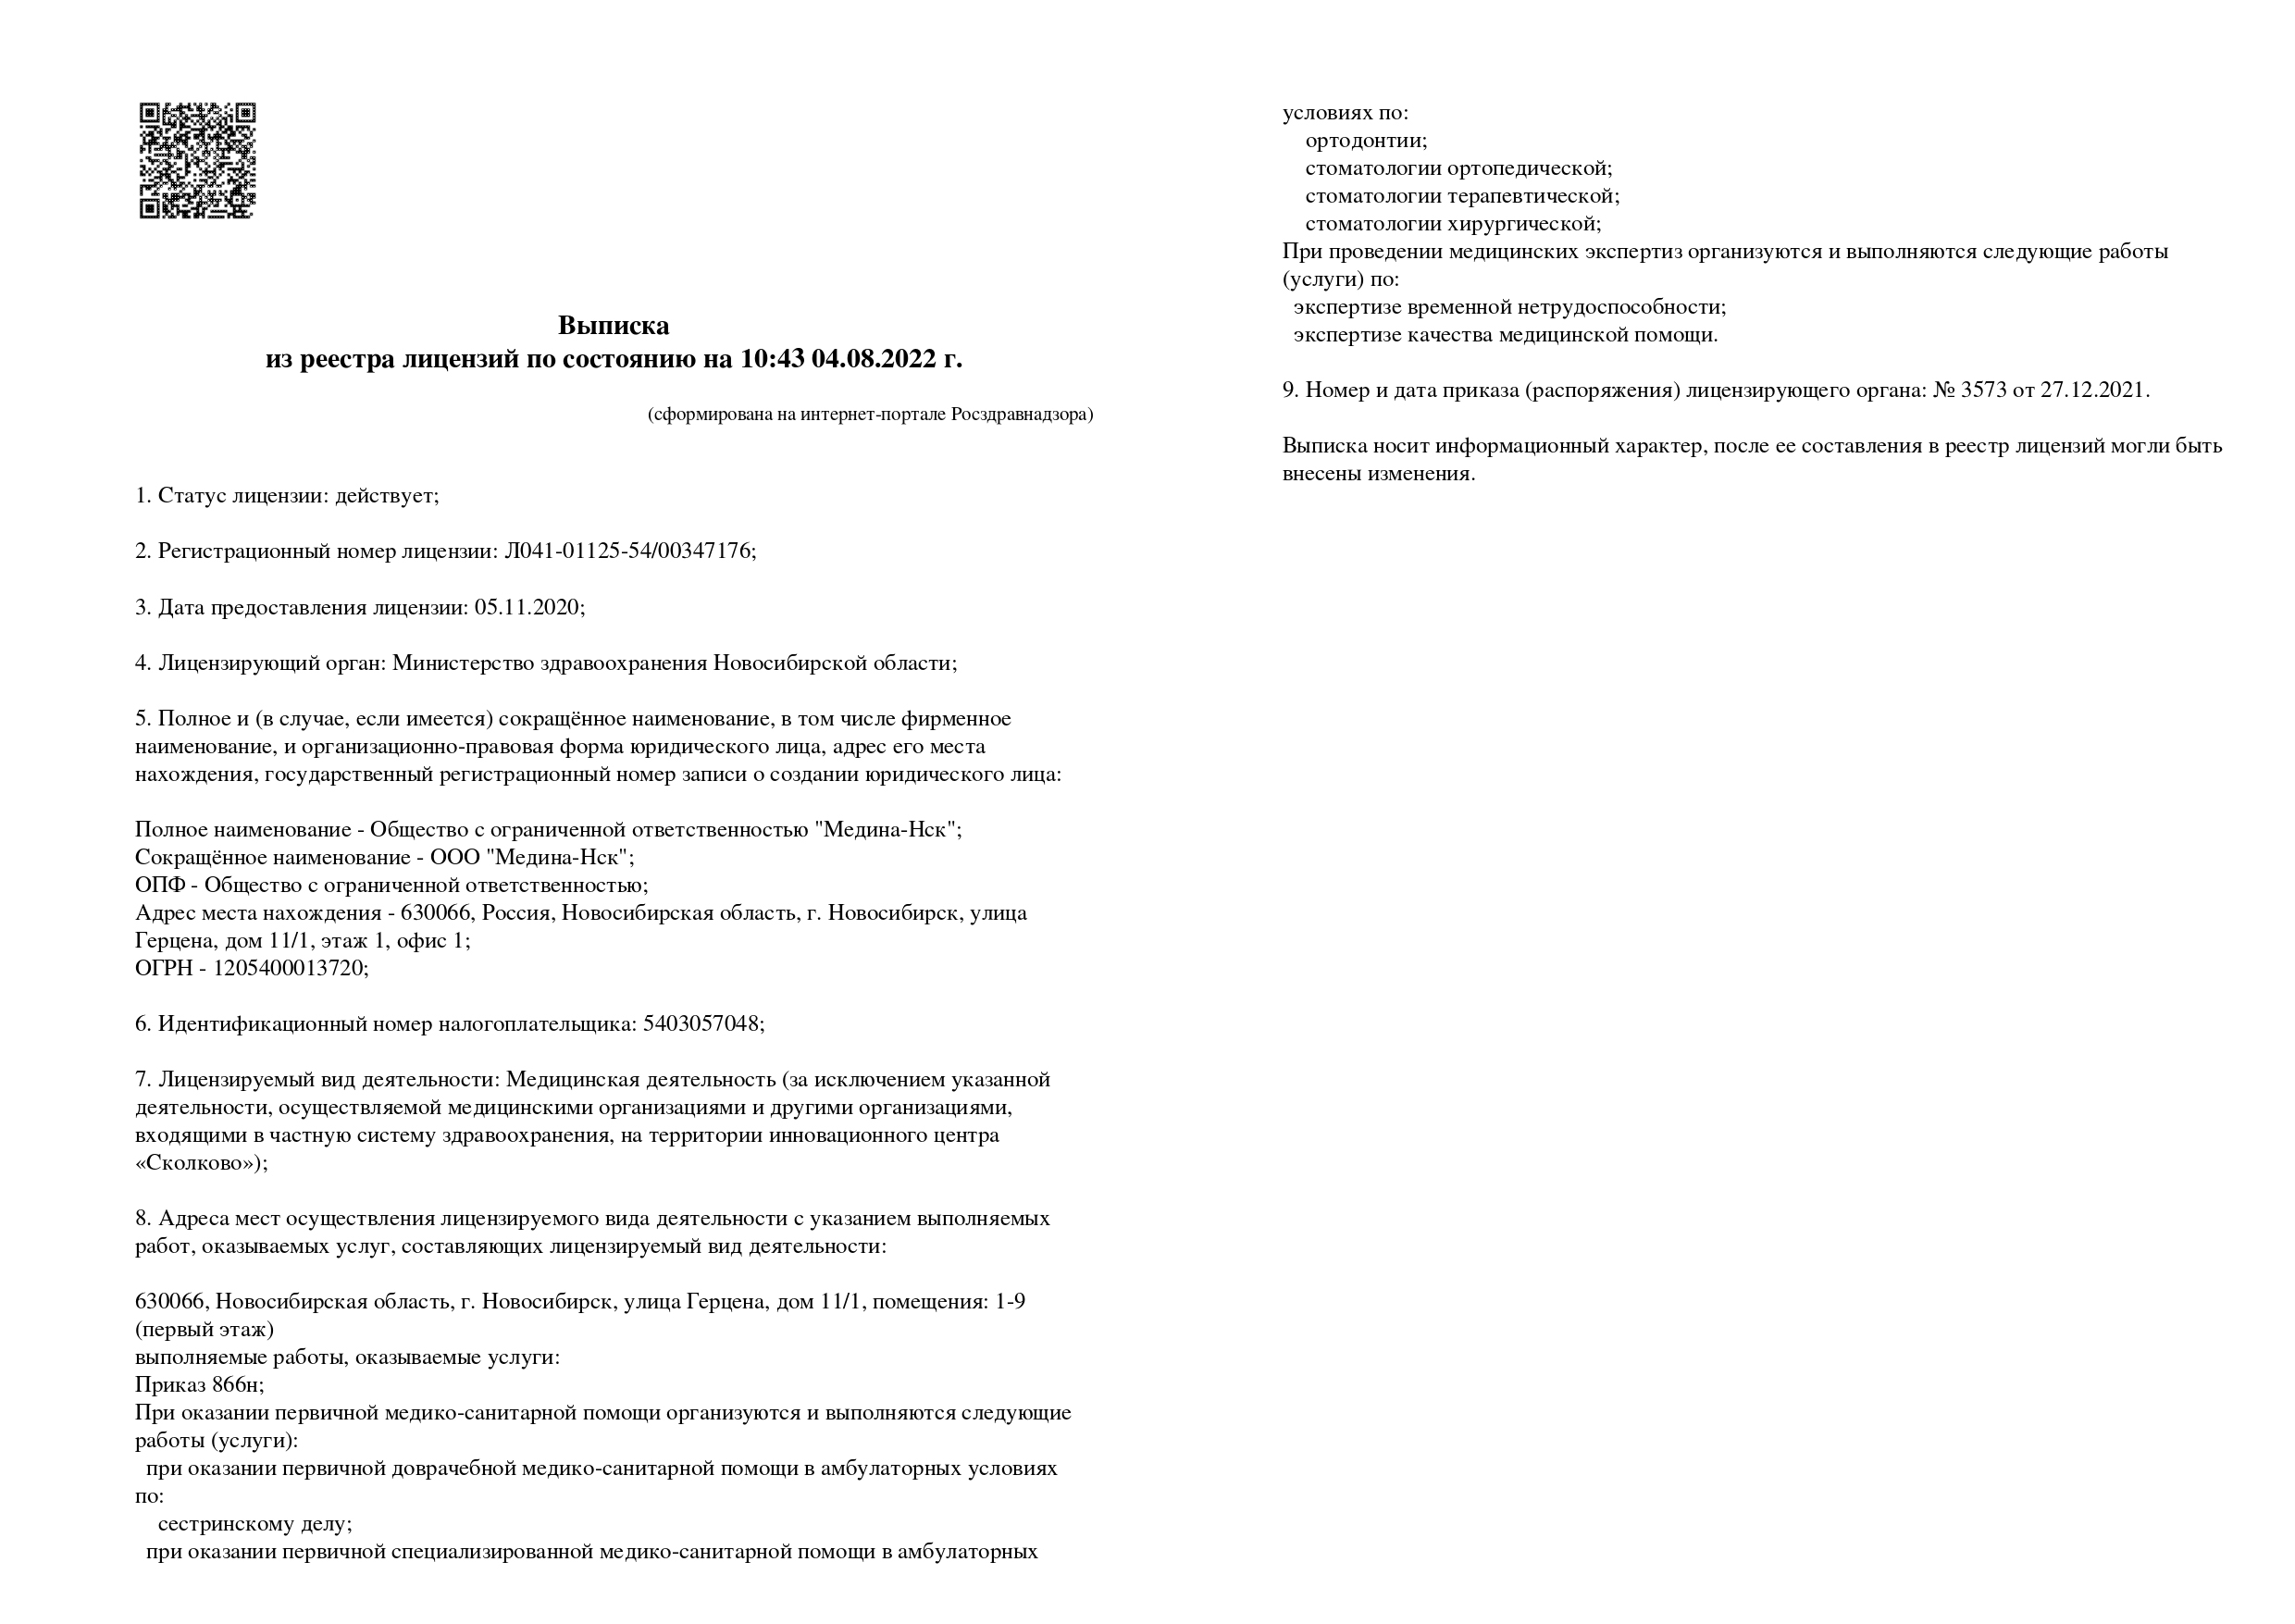 Выписка
из реестра лицензий по состоянию на 10:43 04.08.2022 г.
(сформирована на интернет-портале Росздравнадзора)
1. Статус лицензии: действует;
2. Регистрационный номер лицензии: Л041-01125-54/00347176;
3. Дата предоставления лицензии: 05.11.2020;
4. Лицензирующий орган: Министерство здравоохранения Новосибирской области;
5. Полное и (в случае, если имеется) сокращённое наименование, в том числе фирменное
наименование, и организационно-правовая форма юридического лица, адрес его места
нахождения, государственный регистрационный номер записи о создании юридического лица:
Полное наименование - Общество с ограниченной ответственностью "Медина-Нск";
Сокращённое наименование - ООО "Медина-Нск";
ОПФ - Общество с ограниченной ответственностью;
Адрес места нахождения - 630066, Россия, Новосибирская область, г. Новосибирск, улица
Герцена, дом 11/1, этаж 1, офис 1;
ОГРН - 1205400013720;
6. Идентификационный номер налогоплательщика: 5403057048;
7. Лицензируемый вид деятельности: Медицинская деятельность (за исключением указанной
деятельности, осуществляемой медицинскими организациями и другими организациями,
входящими в частную систему здравоохранения, на территории инновационного центра
«Сколково»);
8. Адреса мест осуществления лицензируемого вида деятельности с указанием выполняемых
работ, оказываемых услуг, составляющих лицензируемый вид деятельности:
630066, Новосибирская область, г. Новосибирск, улица Герцена, дом 11/1, помещения: 1-9
(первый этаж)
выполняемые работы, оказываемые услуги:
Приказ 866н;
При оказании первичной медико-санитарной помощи организуются и выполняются следующие
работы (услуги):
при оказании первичной доврачебной медико-санитарной помощи в амбулаторных условиях
по:
сестринскому делу;
при оказании первичной специализированной медико-санитарной помощи в амбулаторных
условиях по:
ортодонтии;
стоматологии ортопедической;
стоматологии терапевтической;
стоматологии хирургической;
При проведении медицинских экспертиз организуются и выполняются следующие работы
(услуги) по:
экспертизе временной нетрудоспособности;
экспертизе качества медицинской помощи.
9. Номер и дата приказа (распоряжения) лицензирующего органа: № 3573 от 27.12.2021.
Выписка носит информационный характер, после ее составления в реестр лицензий могли быть
внесены изменения.